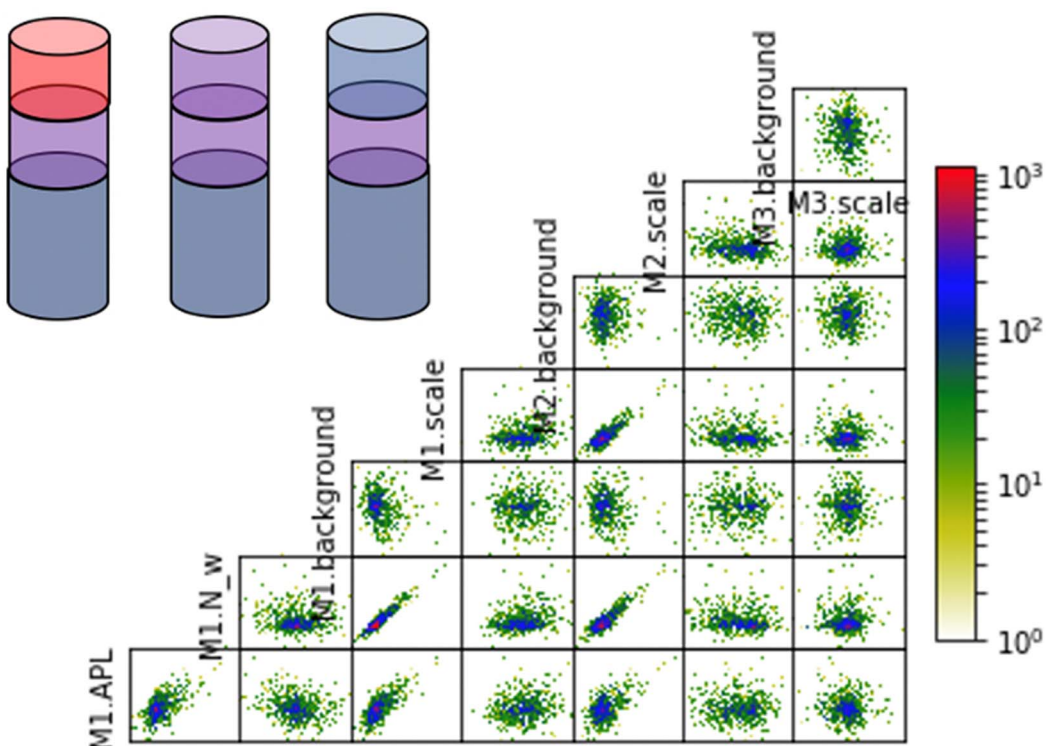 M3.background
M3.scale
M2.scale
M2.background
M1.scale
M1.background
M1.N_w
M1.APL
10³
10²
10¹
10⁰